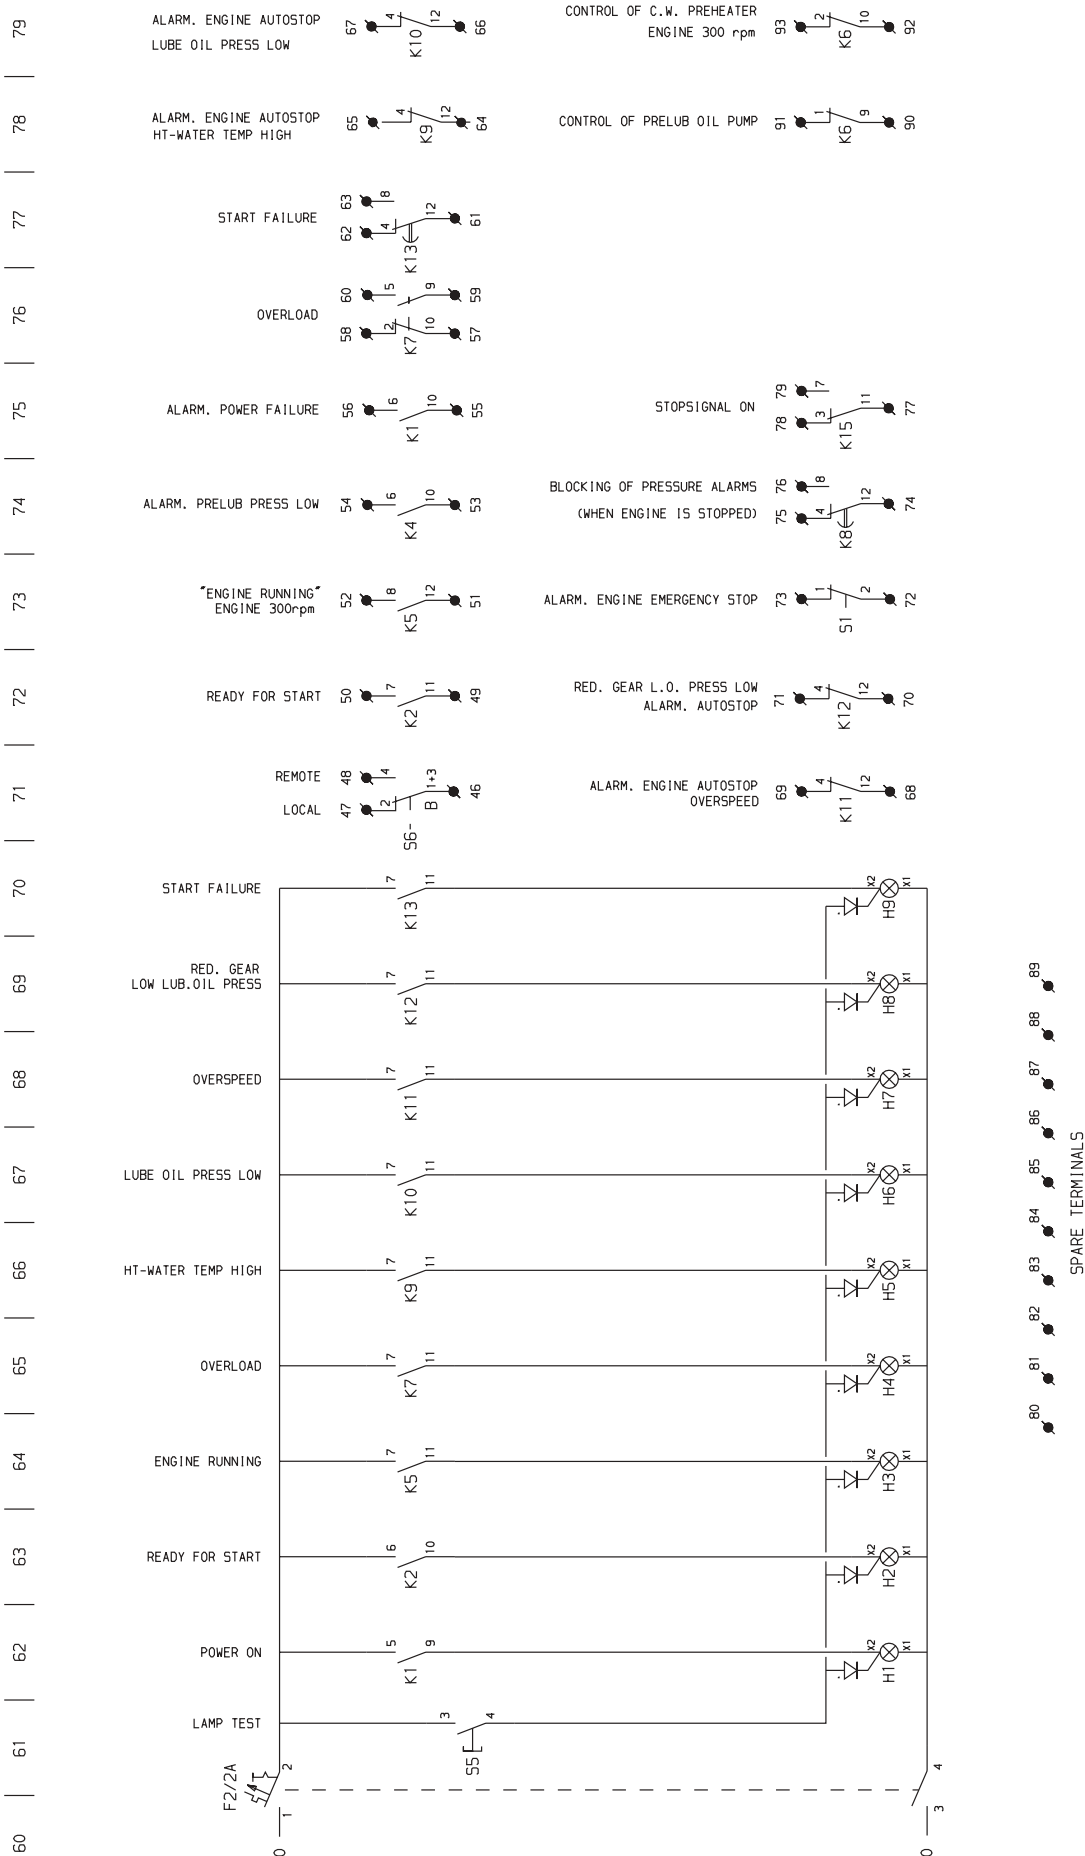 79
ALARM. ENGINE AUTOSTOP
LUBE OIL PRESS LOW
67
4
K10
12
66
CONTROL OF C.W. PREHEATER
ENGINE 300 rpm
93
2
K6
10
92
78
ALARM. ENGINE AUTOSTOP
HT-WATER TEMP HIGH
65
4
K9
12
64
CONTROL OF PRELUB OIL PUMP
91
1
K6
9
90
77
START FAILURE
63
8
62
4
K13
12
61
76
OVERLOAD
60
5
9
59
58
2
K7
10
57
75
ALARM. POWER FAILURE
56
6
K1
10
55
STOPSIGNAL ON
79
7
78
3
K15
11
77
74
ALARM. PRELUB PRESS LOW
54
6
K4
10
53
BLOCKING OF PRESSURE ALARMS
(WHEN ENGINE IS STOPPED)
76
8
75
4
K8
12
74
73
"ENGINE RUNNING"
ENGINE 300rpm
52
8
K5
12
51
ALARM. ENGINE EMERGENCY STOP
73
1
S1
2
72
72
READY FOR START
50
7
K2
11
49
RED. GEAR L.O. PRESS LOW
ALARM. AUTOSTOP
71
4
K12
12
70
71
REMOTE
48
4
LOCAL
47
2
S6-
B
1+3
46
ALARM. ENGINE AUTOSTOP
OVERSPEED
69
4
K11
12
68
70
START FAILURE
7
K13
11
X2
H9
X1
69
RED. GEAR
LOW LUB.OIL PRESS
7
K12
11
X2
H8
X1
68
OVERSPEED
7
K11
11
X2
H7
X1
67
LUBE OIL PRESS LOW
7
K10
11
X2
H6
X1
66
HT-WATER TEMP HIGH
7
K9
11
X2
H5
X1
65
OVERLOAD
7
K7
11
X2
H4
X1
64
ENGINE RUNNING
7
K5
11
X2
H3
X1
63
READY FOR START
6
K2
10
X2
H2
X1
62
POWER ON
5
K1
9
X2
H1
X1
61
LAMP TEST
3
S5
4
F2/2A
2
1
4
3
60
0
0
89
88
87
86
85
84
83
82
81
80
SPARE TERMINALS